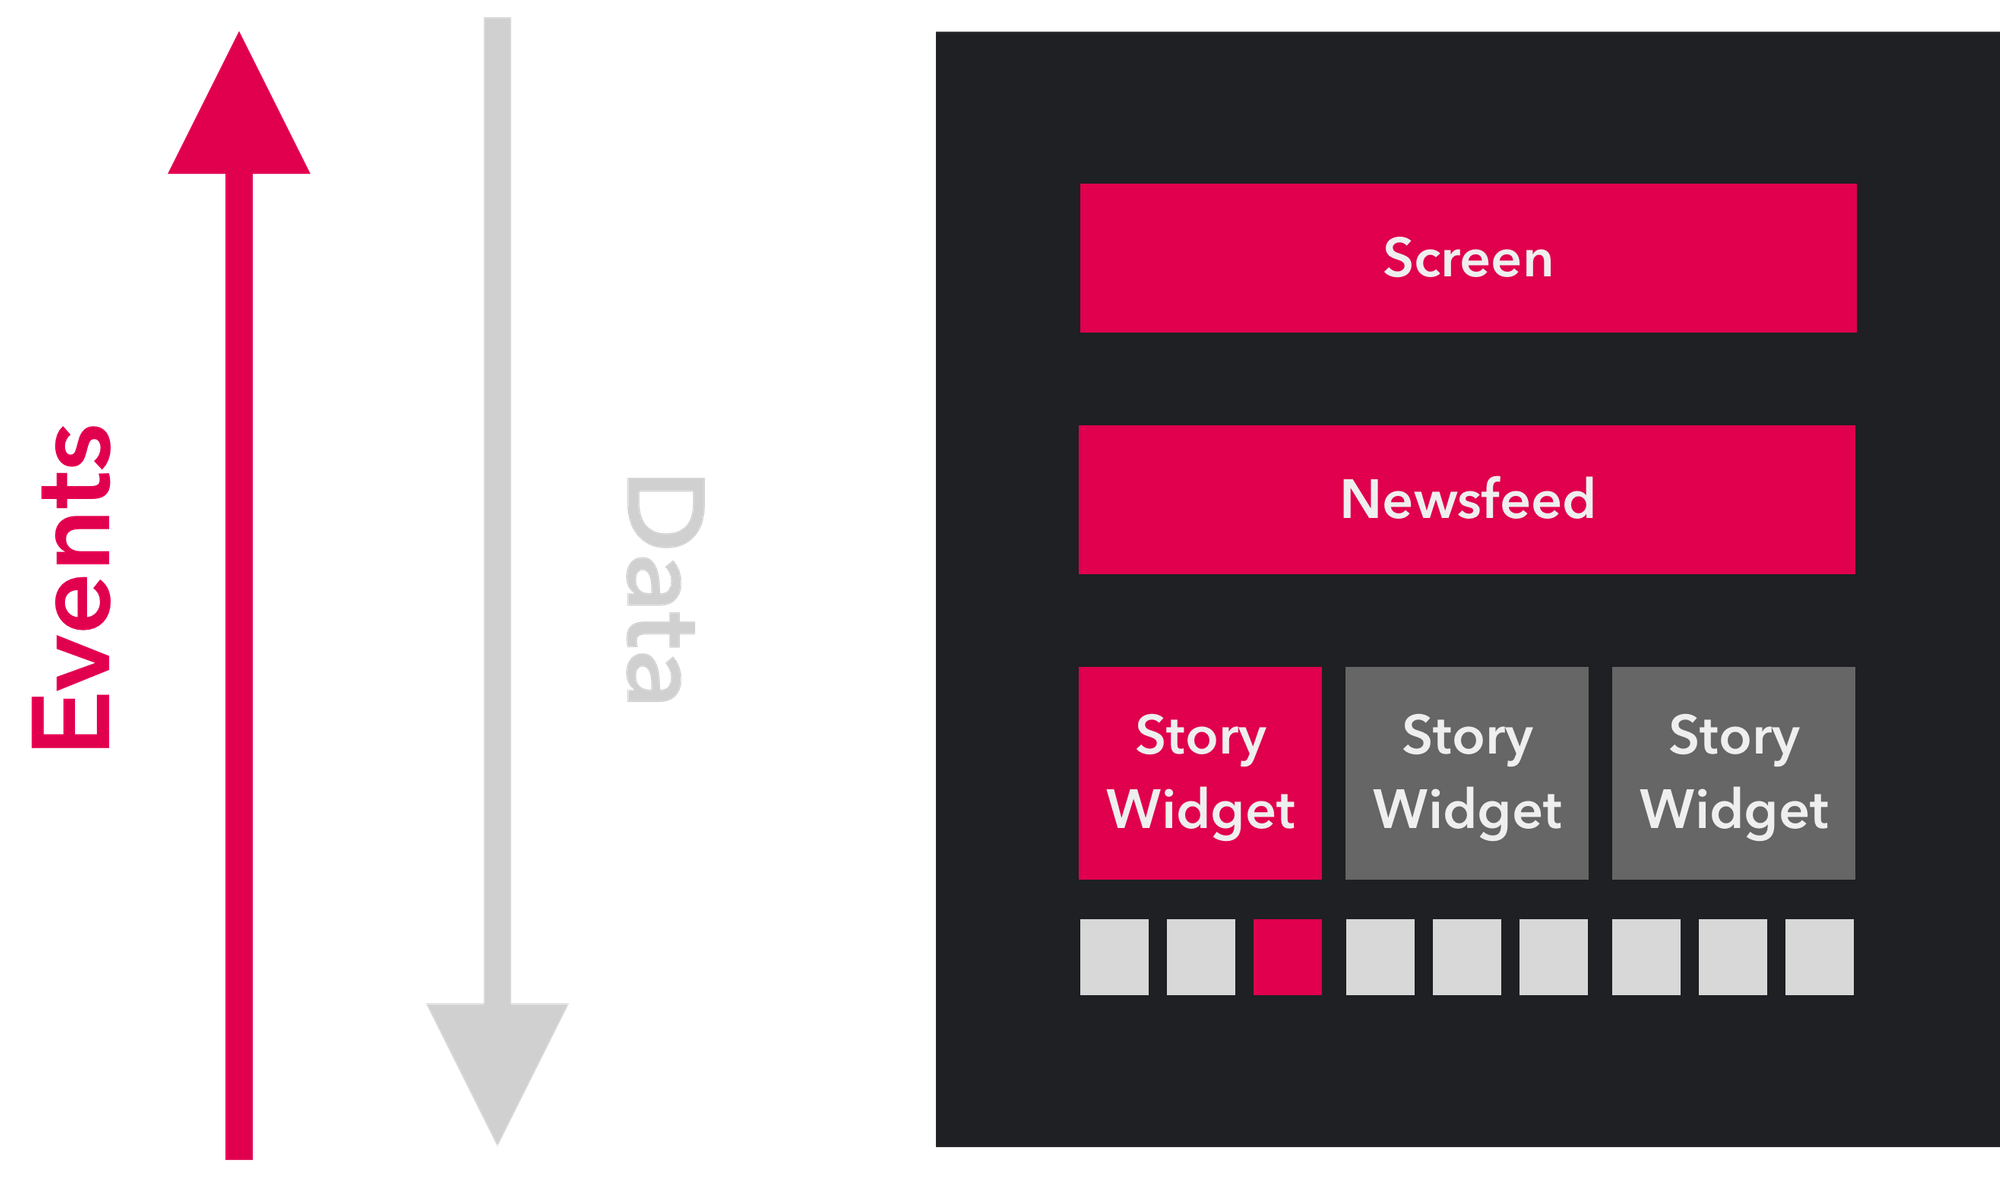 Events
Data
Screen
Newsfeed
Story
Widget
Story
Widget
Story
Widget